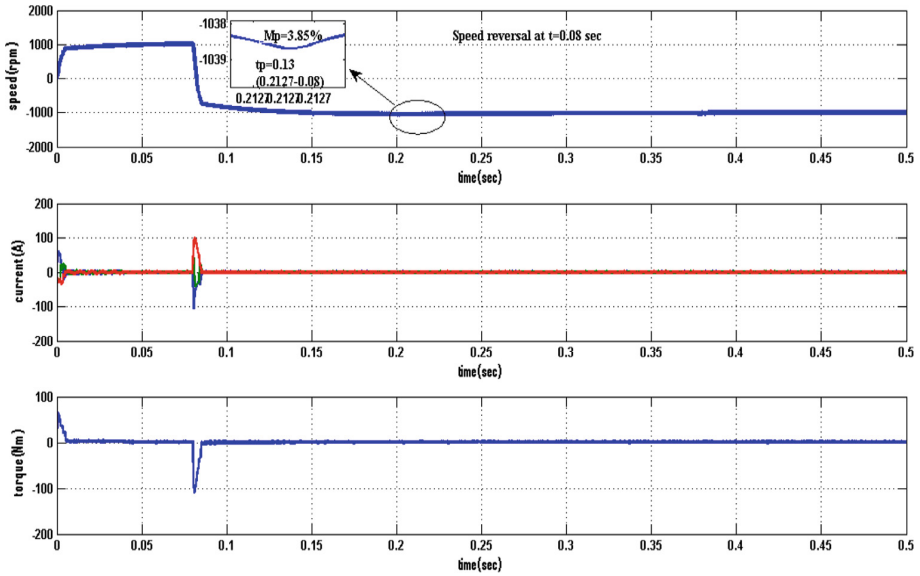 2000
1000
0
-1000
-2000
speed(rpm)
-1038
-1039
Mp=3.85%
tp=0.13
(0.2127-0.08)
0.2127 0.2127 0.2127
Speed reversal at t=0.08 sec
0 0.05 0.1 0.15 0.2 0.25 0.3 0.35 0.4 0.45 0.5
time(sec)
200
100
0
-100
-200
current(A)
0 0.05 0.1 0.15 0.2 0.25 0.3 0.35 0.4 0.45 0.5
time(sec)
100
0
-100
-200
torque(Nm)
0 0.05 0.1 0.15 0.2 0.25 0.3 0.35 0.4 0.45 0.5
time(sec)